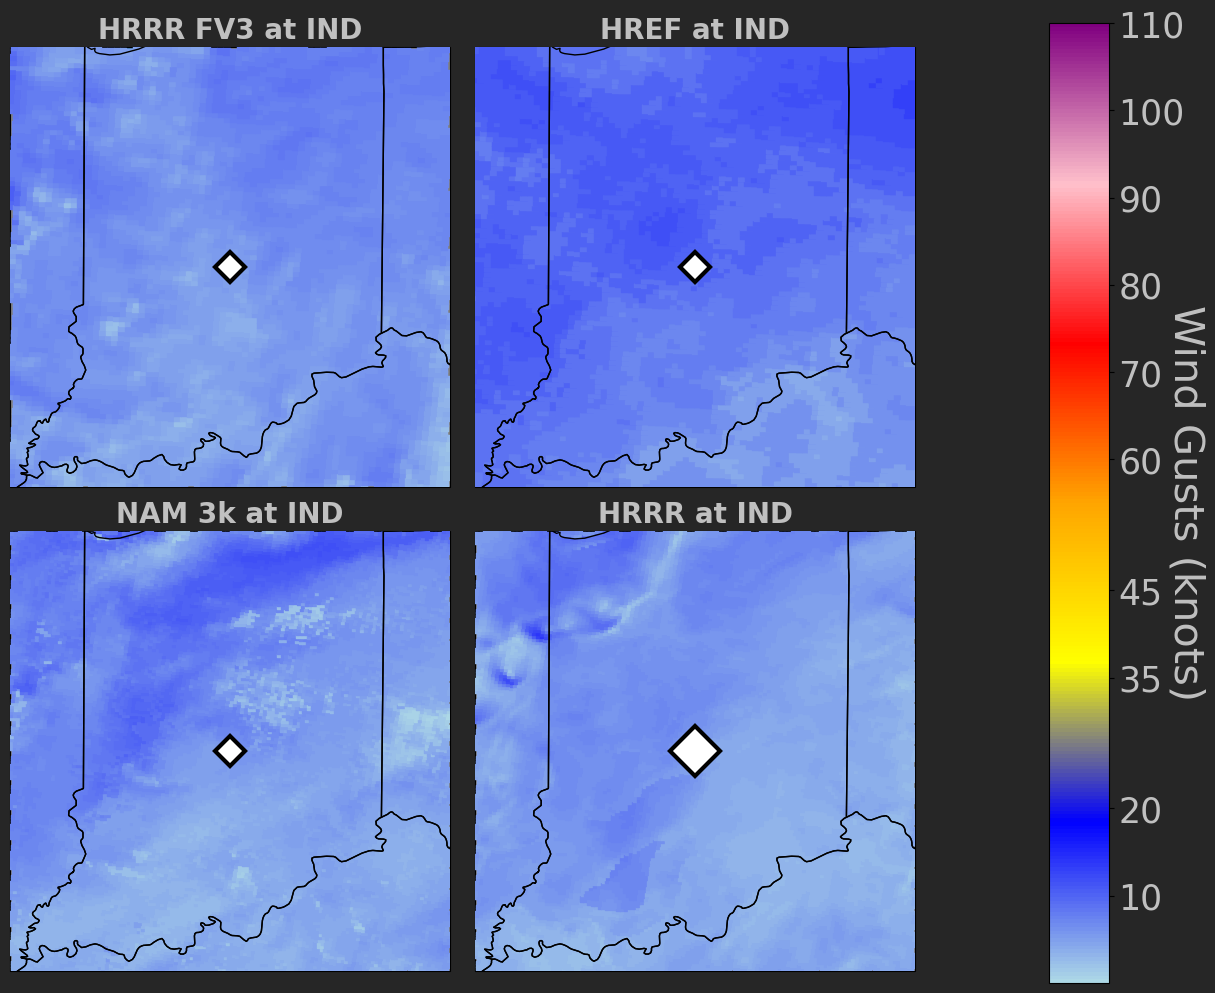 HRRR FV3 at IND
HREF at IND
NAM 3k at IND
HRRR at IND
110
100
90
80
70
60
45
35
20
10
Wind Gusts (knots)